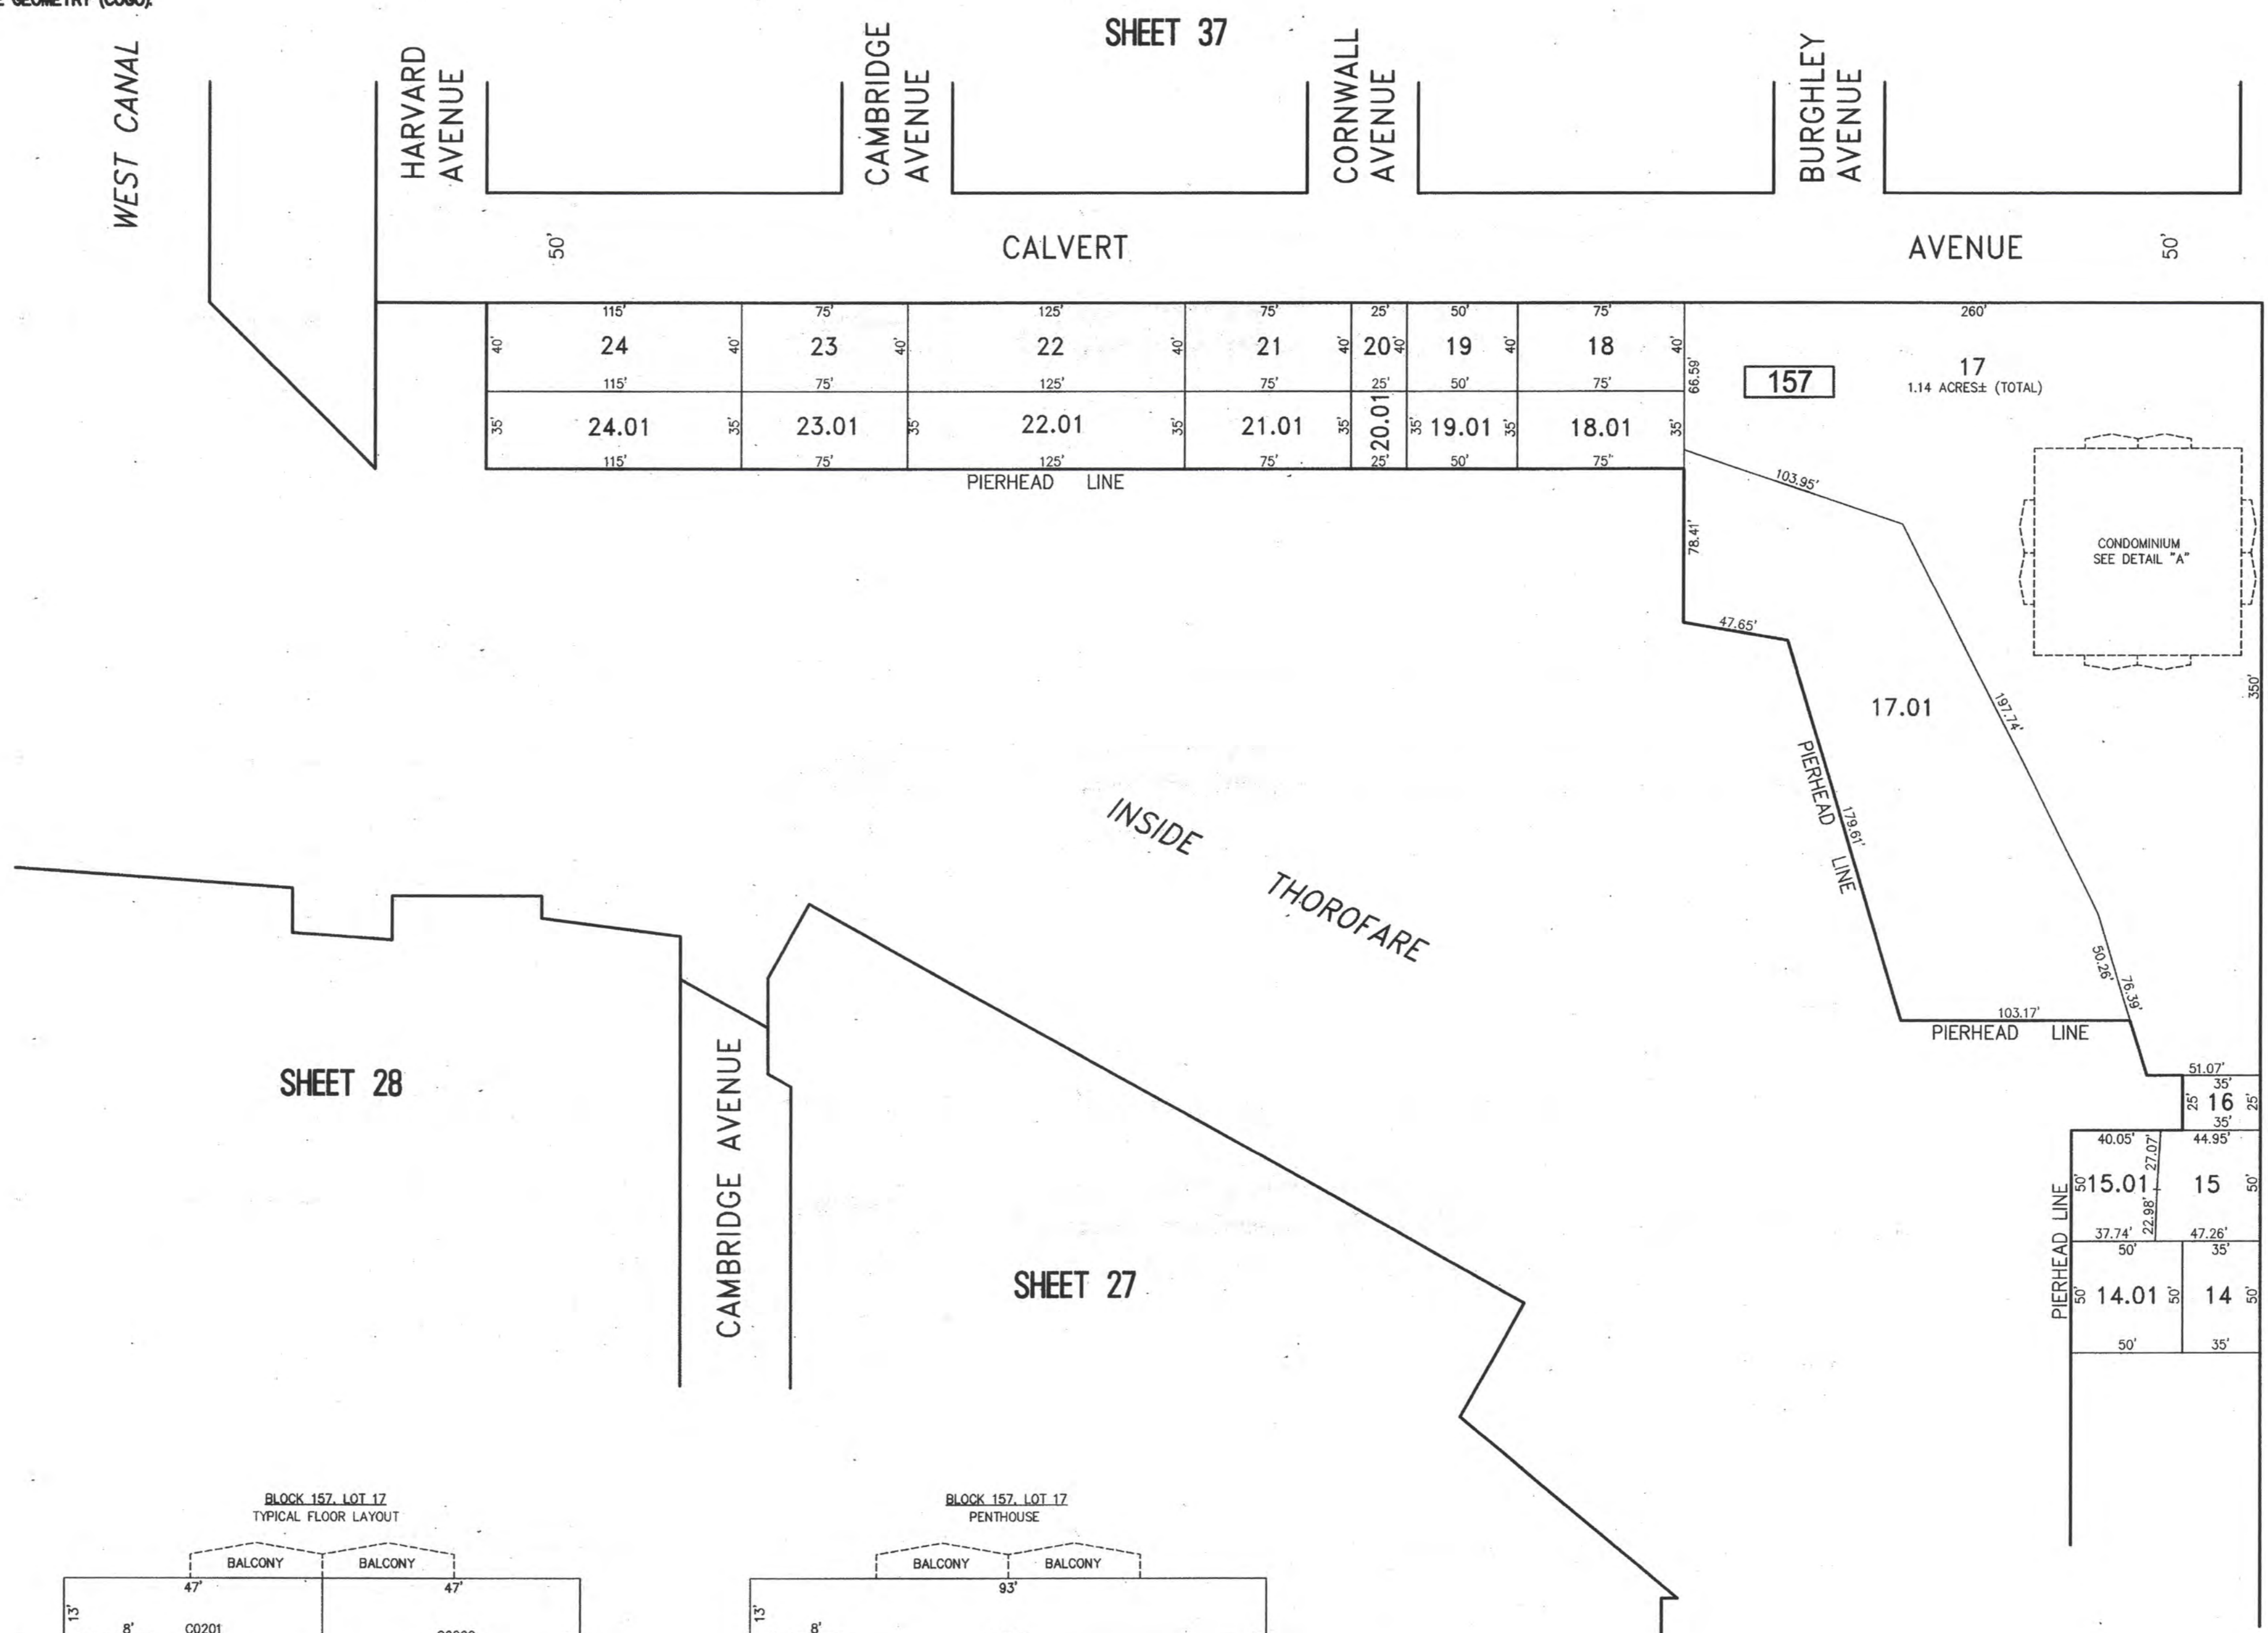 GEOMETRY (COGO).
SHEET 37
WEST CANAL
HARVARD
AVENUE
CAMBRIDGE
AVENUE
CORNWALL
AVENUE
BURGHLEY
AVENUE
50'
CALVERT
AVENUE
50'
115'
75'
125'
75'
25'
50'
75'
260'
40'
24
40'
23
40'
22
40'
21
40'
20
40'
19
40'
18
40'
66.59'
157
17
1.14 ACRES± (TOTAL)
115'
75'
125'
75'
25'
50'
75'
35'
24.01
35'
23.01
35'
22.01
35'
21.01
35'
20.01
35'
19.01
35'
18.01
35'
115'
75'
125'
75'
25'
50'
75'
PIERHEAD LINE
103.95'
78.41'
CONDOMINIUM
SEE DETAIL "A"
47.65'
350'
17.01
197.74'
PIERHEAD LINE
179.61'
INSIDE
THOROFARE
50.26'
76.39'
103.17'
PIERHEAD LINE
SHEET 28
CAMBRIDGE AVENUE
SHEET 27
51.07'
35'
25'
16
25'
35'
40.05'
27.07'
44.95'
50'
15.01
15
50'
22.98'
37.74'
47.26'
PIERHEAD LINE
50'
35'
50'
14.01
50'
14
50'
50'
35'
BLOCK 157, LOT 17
TYPICAL FLOOR LAYOUT
BALCONY
BALCONY
47'
47'
13'
8'
C0201
BLOCK 157, LOT 17
PENTHOUSE
BALCONY
BALCONY
93'
13'
8'